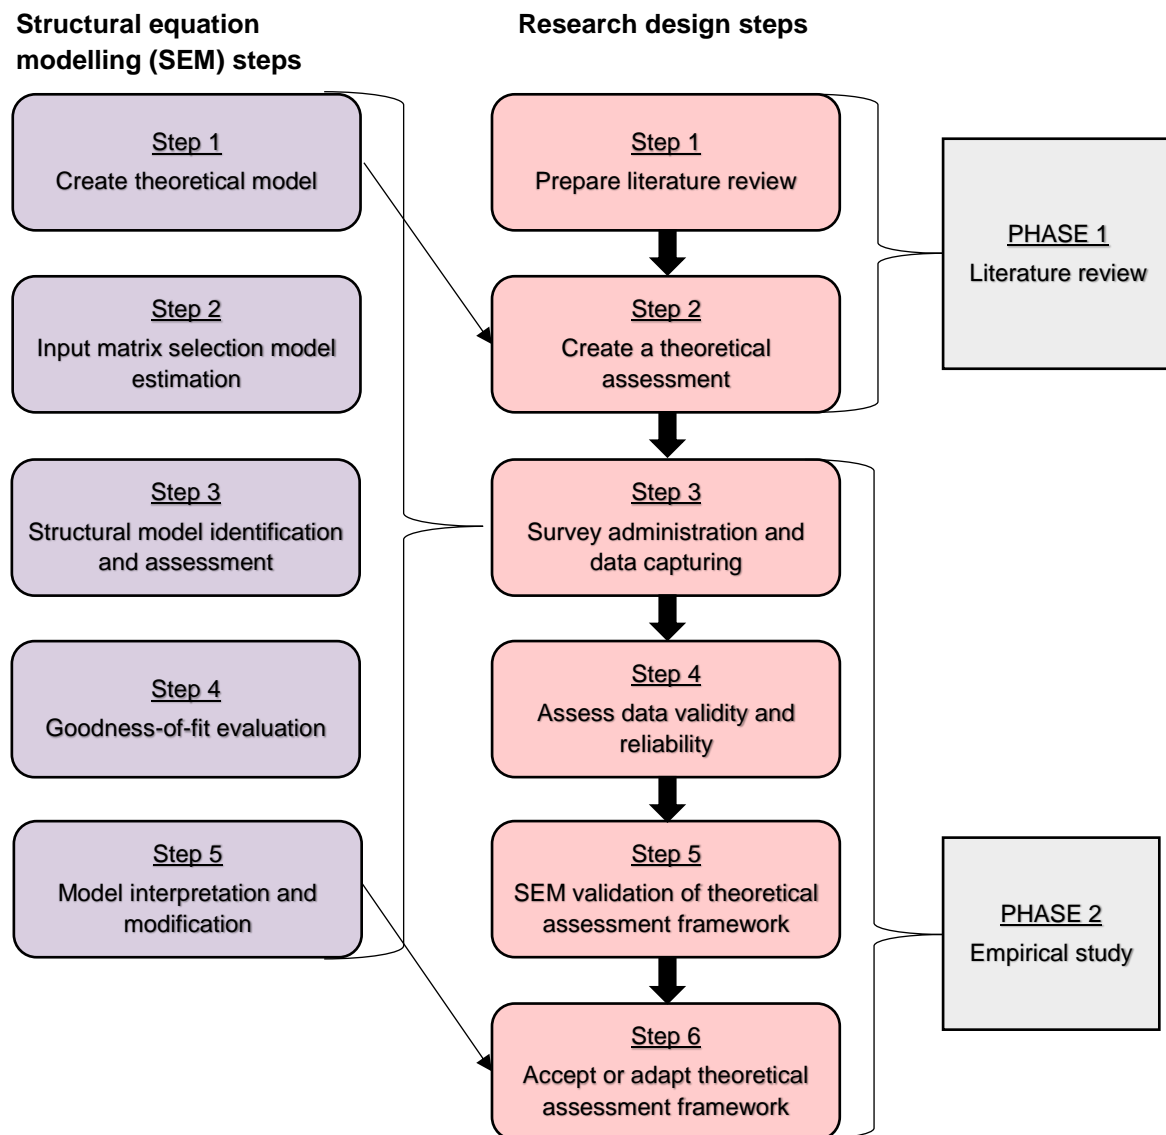 Structural equation
modelling (SEM) steps
Research design steps
Step 1
Create theoretical model
Step 2
Input matrix selection model
estimation
Step 3
Structural model identification
and assessment
Step 4
Goodness-of-fit evaluation
Step 5
Model interpretation and
modification
Step 1
Prepare literature review
Step 2
Create a theoretical
assessment
Step 3
Survey administration and
data capturing
Step 4
Assess data validity and
reliability
Step 5
SEM validation of theoretical
assessment framework
Step 6
Accept or adapt theoretical
assessment framework
PHASE 1
Literature review
PHASE 2
Empirical study